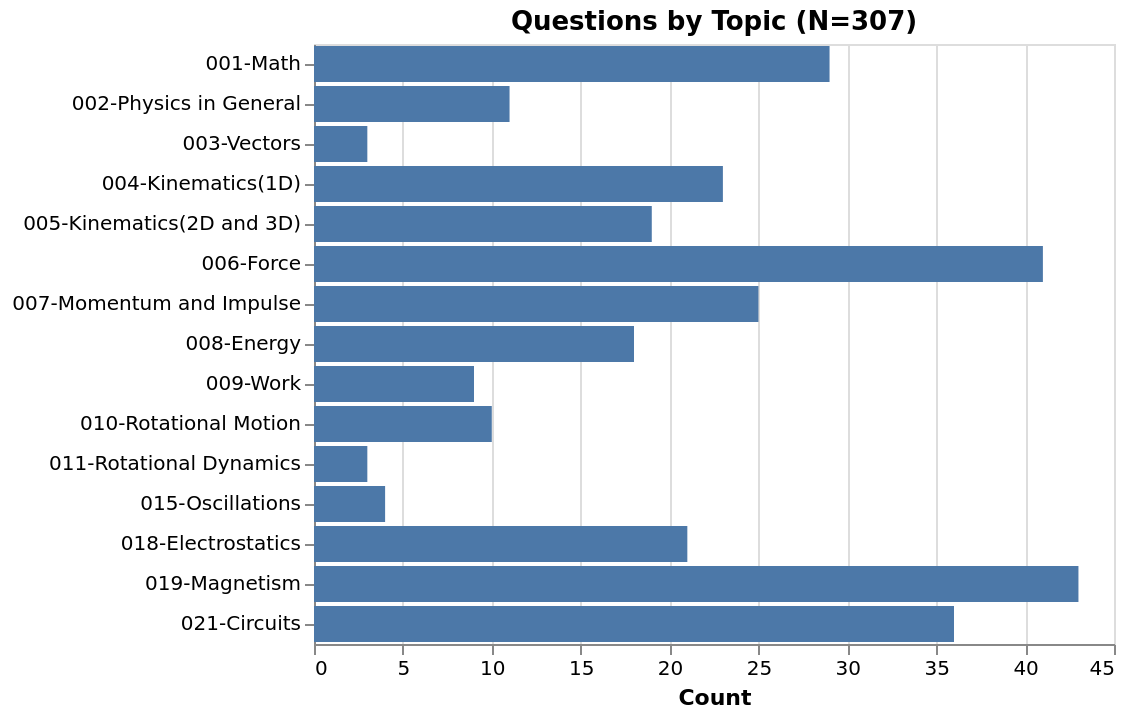 Questions by Topic (N=307)
001-Math
002-Physics in General
003-Vectors
004-Kinematics(1D)
005-Kinematics(2D and 3D)
006-Force
007-Momentum and Impulse
008-Energy
009-Work
010-Rotational Motion
011-Rotational Dynamics
015-Oscillations
018-Electrostatics
019-Magnetism
021-Circuits
0 5 10 15 20 25 30 35 40 45
Count